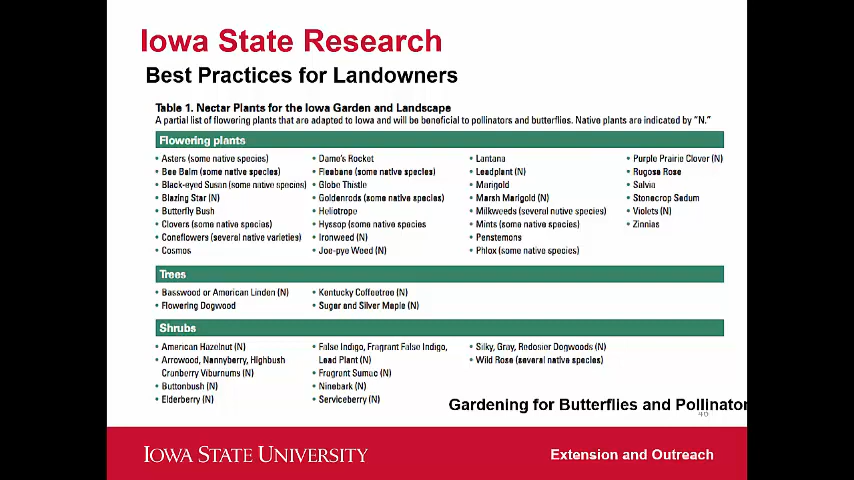 Iowa State Research
Best Practices for Landowners
Table 1. Nectar Plants for the Iowa Garden and Landscape
A partial list of flowering plants that are adapted to Iowa and will be beneficial to pollinators and butterflies. Native plants are indicated by "N."
Flowering plants
• Asters (some native species)
• Bee Balm (some native species)
• Black-eyed Susan (some native species)
• Blazing Star (N)
• Butterfly Bush
• Clovers (some native species)
• Coneflowers (several native varieties)
• Cosmos
• Dame's Rocket
• Fleabane (some native species)
• Globe Thistle
• Goldenrods (some native species)
• Heliotrope
• Hyssop (some native species
• Ironweed (N)
• Joe-pye Weed (N)
• Lantana
• Leadplant (N)
• Marigold
• Marsh Marigold (N)
• Milkweeds (several native species)
• Mints (some native species)
• Penstemons
• Phlox (some native species)
• Purple Prairie Clover (N)
• Rugosa Rose
• Salvia
• Stonecrop Sedum
• Violets (N)
• Zinnias
Trees
• Basswood or American Linden (N)
• Flowering Dogwood
• Kentucky Coffeetree (N)
• Sugar and Silver Maple (N)
Shrubs
• American Hazelnut (N)
• Arrowood, Nannyberry, Highbush
Cranberry Viburnums (N)
• Buttonbush (N)
• Elderberry (N)
• False Indigo, Fragrant False Indigo,
Lead Plant (N)
• Fragrant Sumac (N)
• Ninebark (N)
• Serviceberry (N)
• Silky, Gray, Redosier Dogwoods (N)
• Wild Rose (several native species)
Gardening for Butterflies and Pollinator
46
IOWA STATE UNIVERSITY
Extension and Outreach